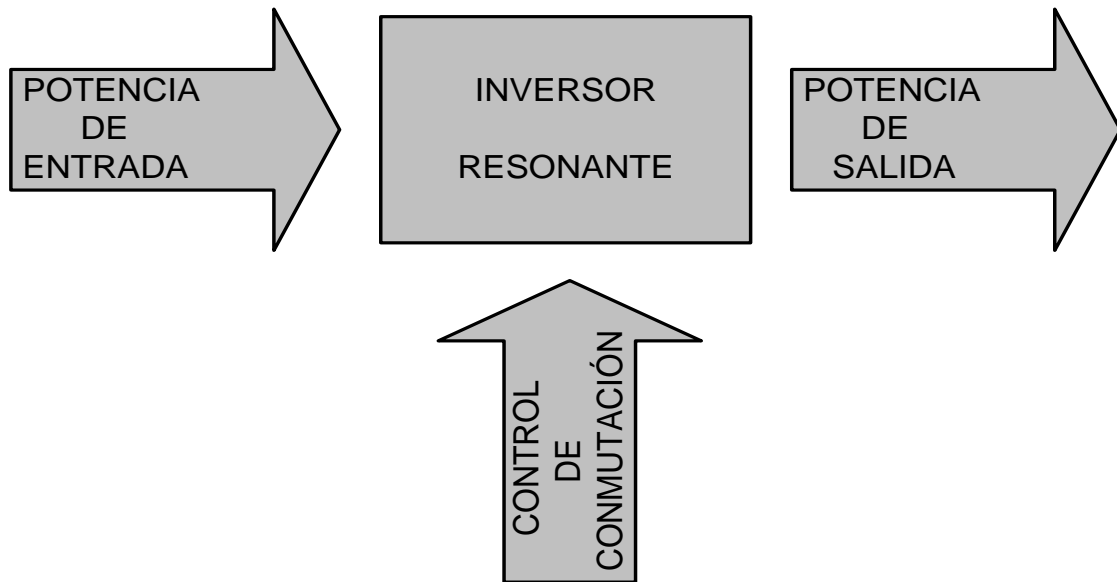 POTENCIA
DE
ENTRADA
INVERSOR
RESONANTE
POTENCIA
DE
SALIDA
CONTROL
DE
CONMUTACIÓN